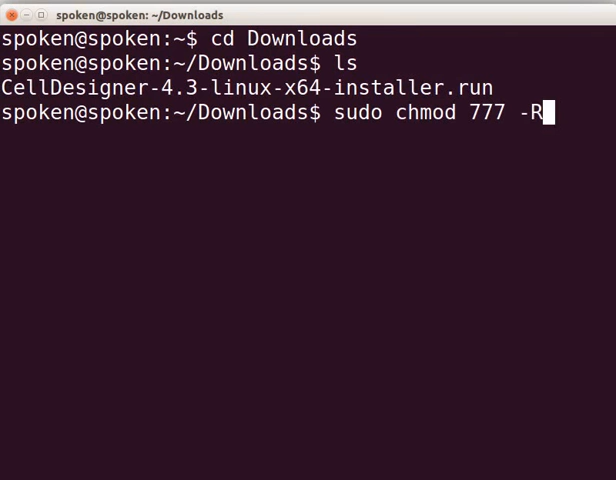 spoken@spoken: ~/Downloads
spoken@spoken:~$ cd Downloads
spoken@spoken:~/Downloads$ ls
CellDesigner-4.3-linux-x64-installer.run
spoken@spoken:~/Downloads$ sudo chmod 777 -R